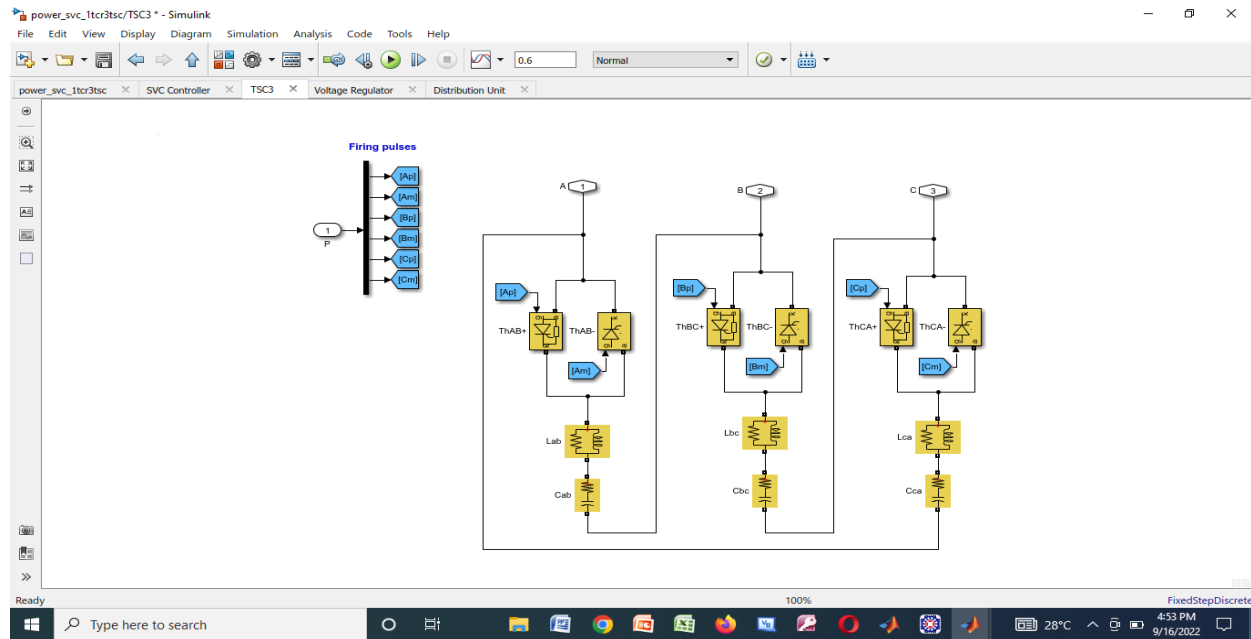 power_svc_1tcr3tsc/TSC3 * - Simulink
File Edit View Display Diagram Simulation Analysis Code Tools Help
0.6 Normal
power_svc_1tcr3tsc SVC Controller TSC3 Voltage Regulator Distribution Unit
Firing pulses
[Ap]
[Am]
[Bp]
[Bm]
[Cp]
[Cm]
1
P
A 1
B 2
C 3
[Ap]
[Bp]
[Cp]
g a
k
k
g a
g a
k
k
g a
g a
k
k
g a
ThAB+ ThAB- ThBC+ ThBC- ThCA+ ThCA-
[Am]
[Bm]
[Cm]
Lab
Lbc
Lca
Cab
Cbc
Cca
Ready 100% FixedStepDiscrete
Type here to search
28°C
4:53 PM
9/16/2022